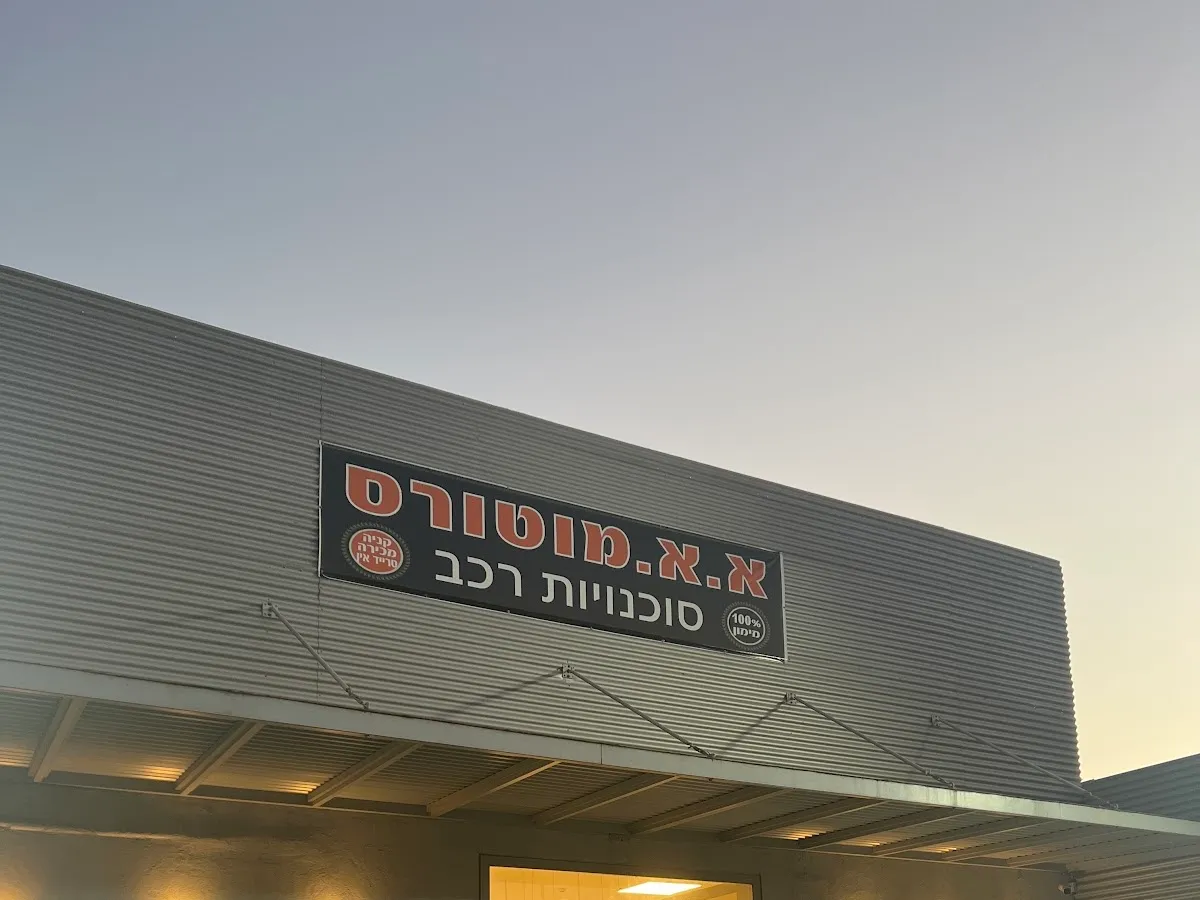 א.א.מוטורס
סוכנויות רכב
100%
מימון
קניה
מכירה
טרייד אין